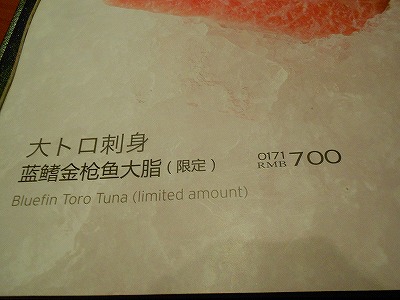 大トロ刺身
蓝鳍金枪鱼大脂(限定)
0171
RMB 700
Bluefin Toro Tuna (limited amount)